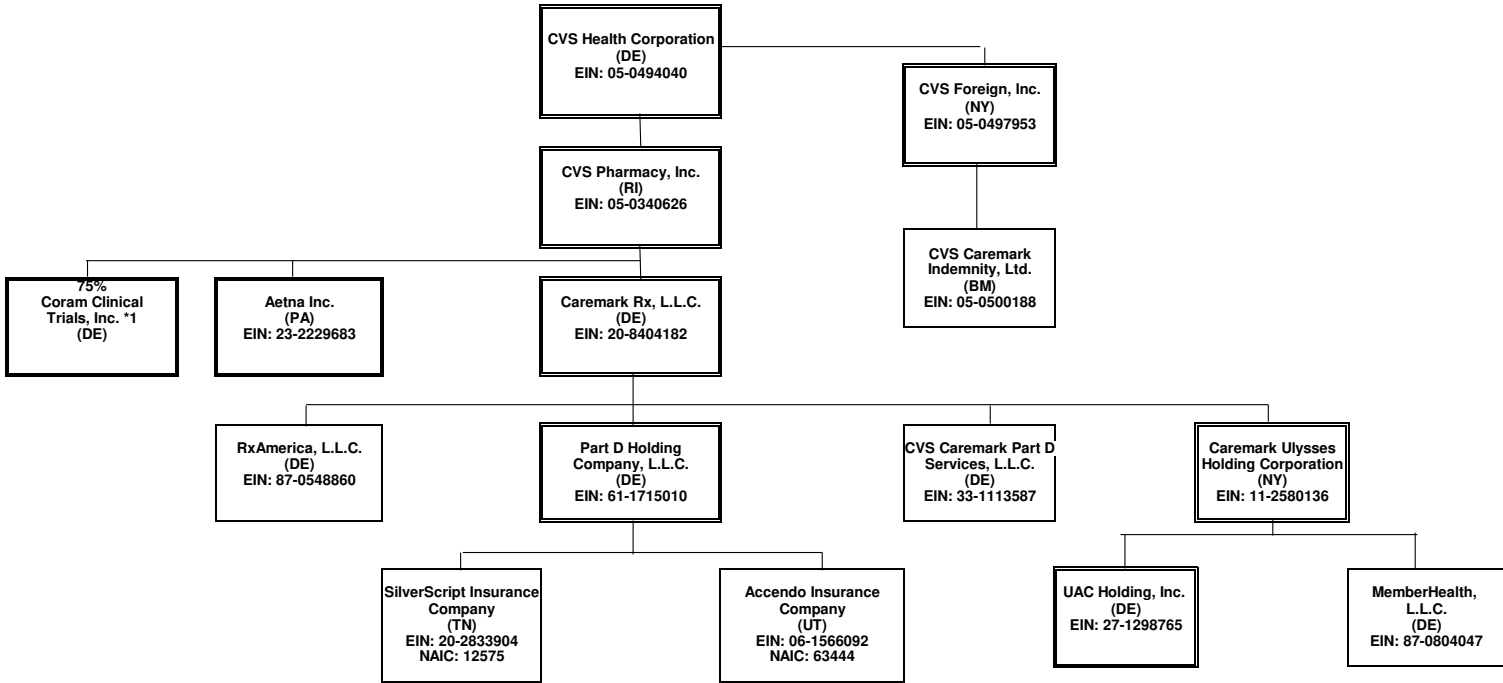 CVS Health Corporation
(DE)
EIN: 05-0494040
CVS Foreign, Inc.
(NY)
EIN: 05-0497953
CVS Pharmacy, Inc.
(RI)
EIN: 05-0340626
CVS Caremark
Indemnity, Ltd.
(BM)
EIN: 05-0500188
75%
Coram Clinical
Trials, Inc. *1
(DE)
Aetna Inc.
(PA)
EIN: 23-2229683
Caremark Rx, L.L.C.
(DE)
EIN: 20-8404182
RxAmerica, L.L.C.
(DE)
EIN: 87-0548860
Part D Holding
Company, L.L.C.
(DE)
EIN: 61-1715010
CVS Caremark Part D
Services, L.L.C.
(DE)
EIN: 33-1113587
Caremark Ulysses
Holding Corporation
(NY)
EIN: 11-2580136
SilverScript Insurance
Company
(TN)
EIN: 20-2833904
NAIC: 12575
Accendo Insurance
Company
(UT)
EIN: 06-1566092
NAIC: 63444
UAC Holding, Inc.
(DE)
EIN: 27-1298765
MemberHealth,
L.L.C.
(DE)
EIN: 87-0804047